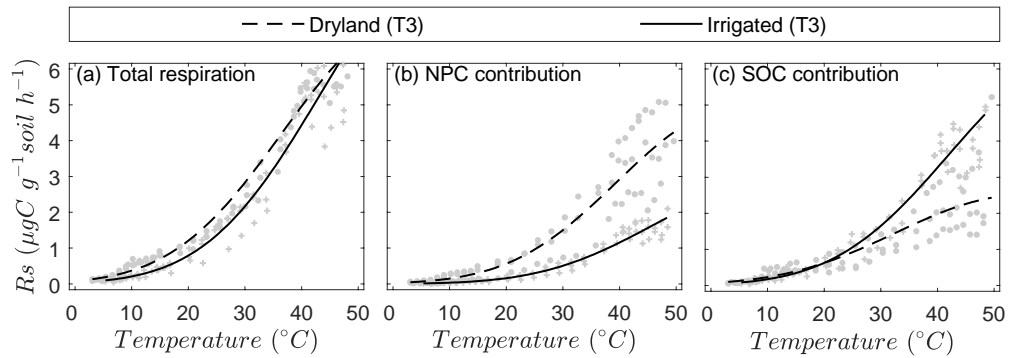 Dryland (T3) Irrigated (T3)
(a) Total respiration (b) NPC contribution (c) SOC contribution
Rs (μgC g⁻¹soil h⁻¹)
6
5
4
3
2
1
0
0 10 20 30 40 50 0 10 20 30 40 50 0 10 20 30 40 50
Temperature (°C) Temperature (°C) Temperature (°C)